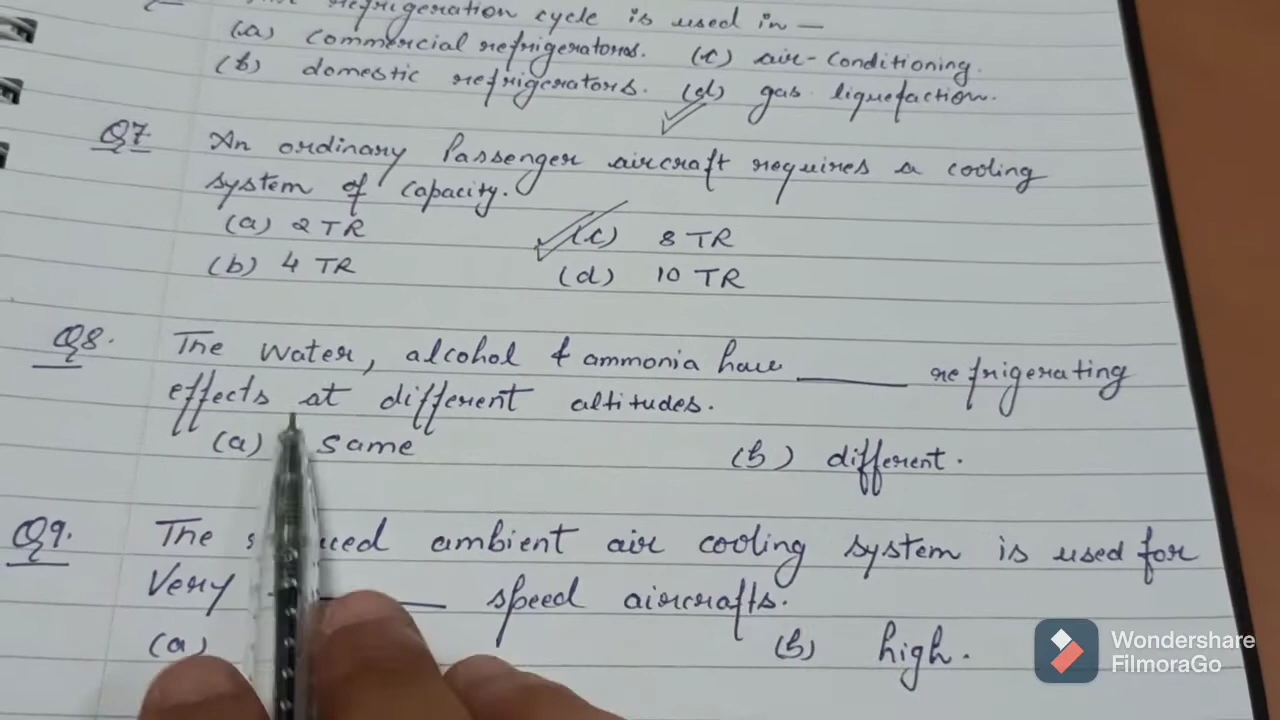 refrigeration cycle is used in —
(a) commercial refrigerators. (c) air-conditioning.
(b) domestic refrigerators. (d) gas liquefaction.
Q7 An ordinary Passenger aircraft requires a cooling
system of capacity.
(a) 2 TR (c) 8 TR
(b) 4 TR (d) 10 TR
Q8. The water, alcohol & ammonia have ______ refrigerating
effects at different altitudes.
(a) same (b) different.
Q9. The ambient air cooling system is used for
Very ______ speed aircrafts.
(a) (b) high.
Wondershare
FilmoraGo